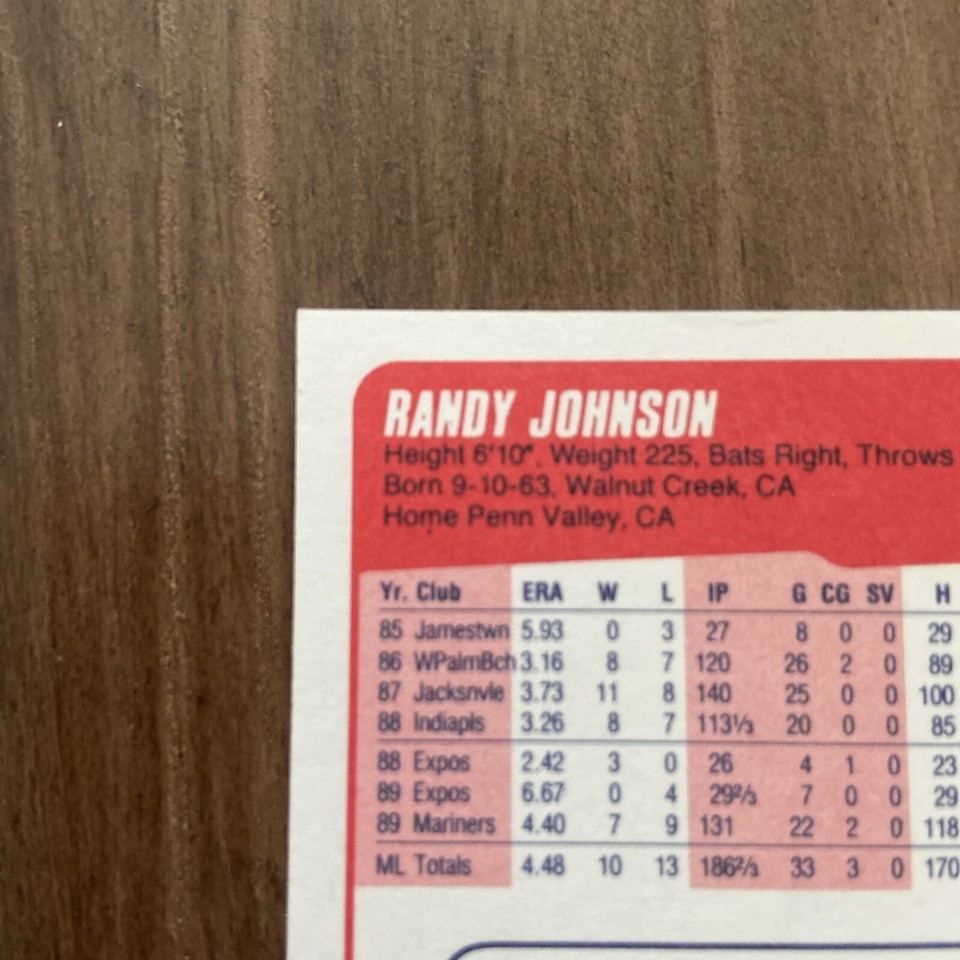 RANDY JOHNSON
Height 6'10", Weight 225, Bats Right, Throws
Born 9-10-63, Walnut Creek, CA
Home Penn Valley, CA
Yr. Club ERA W L IP G CG SV H
85 Jamestwn 5.93 0 3 27 8 0 0 29
86 WPalmBch 3.16 8 7 120 26 2 0 89
87 Jacksnvle 3.73 11 8 140 25 0 0 100
88 Indiapls 3.26 8 7 113⅓ 20 0 0 85
88 Expos 2.42 3 0 26 4 1 0 23
89 Expos 6.67 0 4 29⅔ 7 0 0 29
89 Mariners 4.40 7 9 131 22 2 0 118
ML Totals 4.48 10 13 186⅔ 33 3 0 170